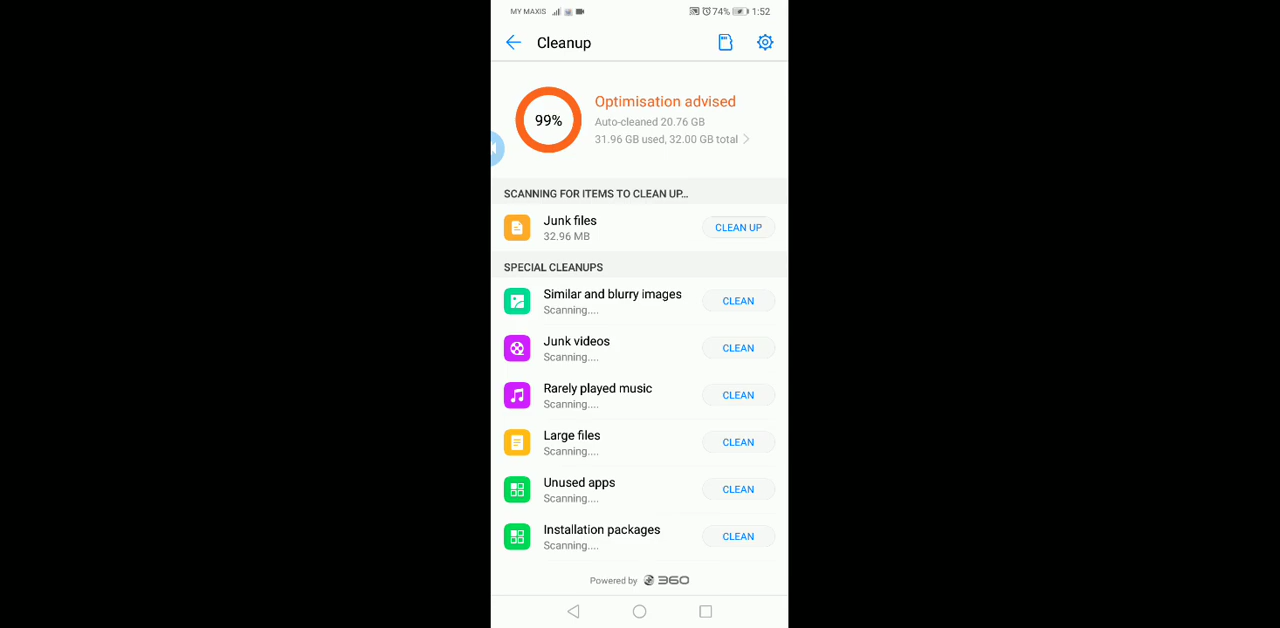 MY MAXIS
74% 1:52
Cleanup
99%
Optimisation advised
Auto-cleaned 20.76 GB
31.96 GB used, 32.00 GB total
SCANNING FOR ITEMS TO CLEAN UP...
Junk files
32.96 MB
CLEAN UP
SPECIAL CLEANUPS
Similar and blurry images
Scanning....
CLEAN
Junk videos
Scanning....
CLEAN
Rarely played music
Scanning....
CLEAN
Large files
Scanning....
CLEAN
Unused apps
Scanning....
CLEAN
Installation packages
Scanning....
CLEAN
Powered by 360